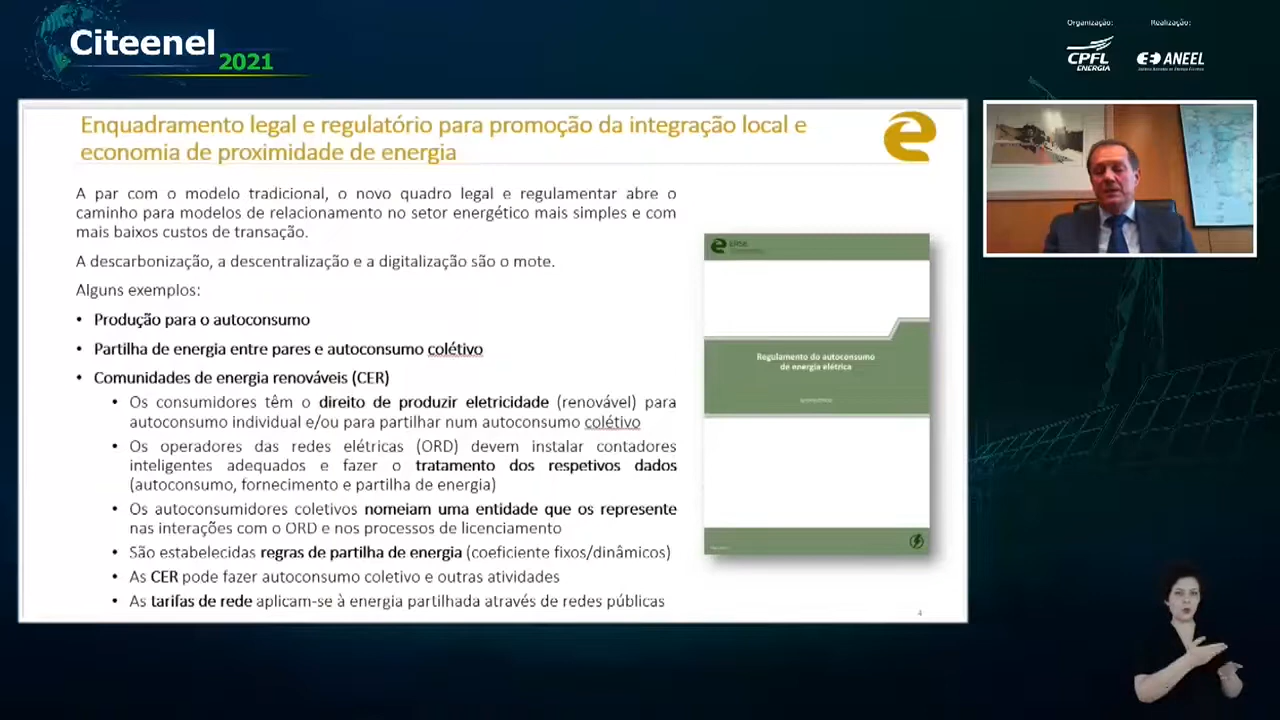 Citeenel
2021
Organização:
Realização:
CPFL
ENERGIA
ANEEL
Enquadramento legal e regulatório para promoção da integração local e
economia de proximidade de energia
A par com o modelo tradicional, o novo quadro legal e regulamentar abre o
caminho para modelos de relacionamento no setor energético mais simples e com
mais baixos custos de transação.
A descarbonização, a descentralização e a digitalização são o mote.
Alguns exemplos:
• Produção para o autoconsumo
• Partilha de energia entre pares e autoconsumo colétivo
• Comunidades de energia renováveis (CER)
• Os consumidores têm o direito de produzir eletricidade (renovável) para
autoconsumo individual e/ou para partilhar num autoconsumo colétivo
• Os operadores das redes elétricas (ORD) devem instalar contadores
inteligentes adequados e fazer o tratamento dos respetivos dados
(autoconsumo, fornecimento e partilha de energia)
• Os autoconsumidores coletivos nomeiam uma entidade que os represente
nas interações com o ORD e nos processos de licenciamento
• São estabelecidas regras de partilha de energia (coeficiente fixos/dinâmicos)
• As CER pode fazer autoconsumo coletivo e outras atividades
• As tarifas de rede aplicam-se à energia partilhada através de redes públicas
ERSE
Regulamento do autoconsumo
de energia elétrica
4